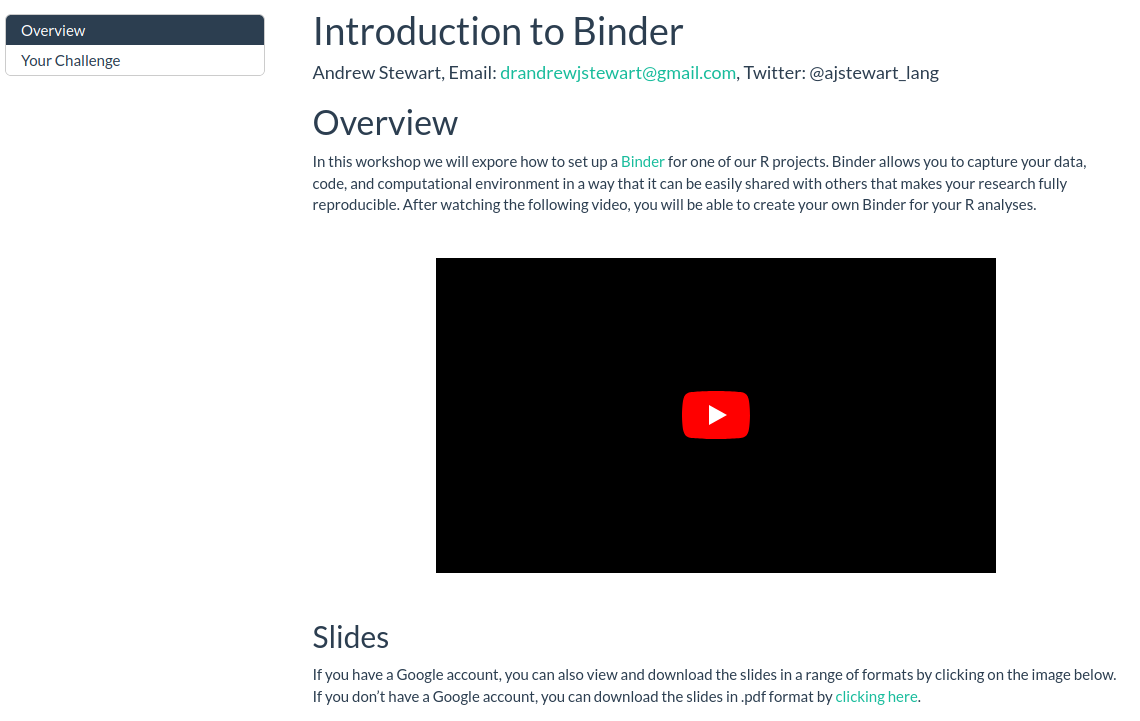 Overview
Your Challenge
Introduction to Binder
Andrew Stewart, Email: drandrewjstewart@gmail.com, Twitter: @ajstewart_lang
Overview
In this workshop we will expore how to set up a Binder for one of our R projects. Binder allows you to capture your data,
code, and computational environment in a way that it can be easily shared with others that makes your research fully
reproducible. After watching the following video, you will be able to create your own Binder for your R analyses.
Slides
If you have a Google account, you can also view and download the slides in a range of formats by clicking on the image below.
If you don’t have a Google account, you can download the slides in .pdf format by clicking here.